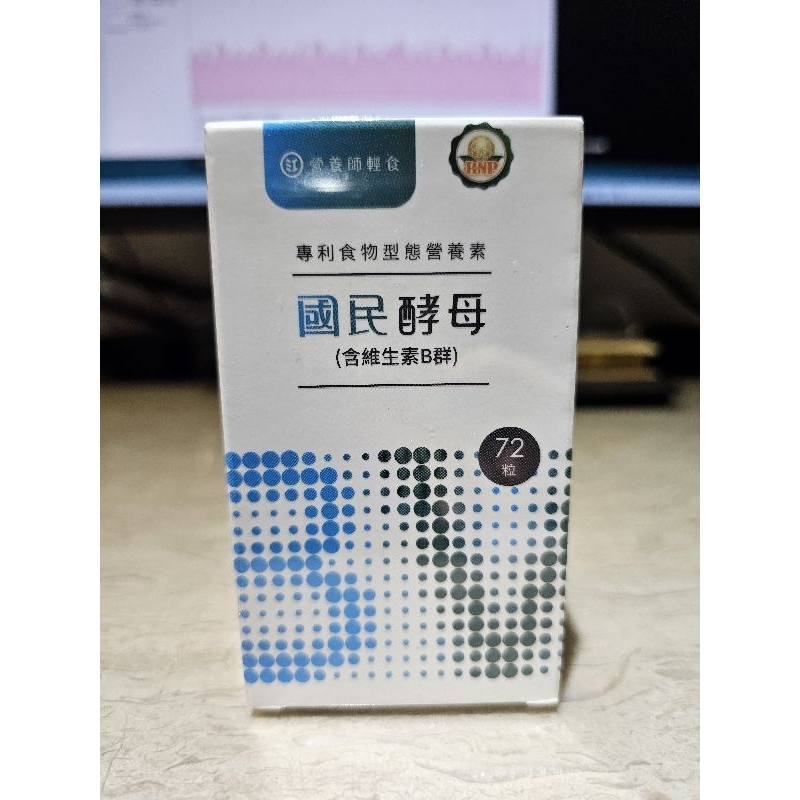 營養師輕食
RNP
專利食物型態營養素
國民酵母
(含維生素B群)
72
粒